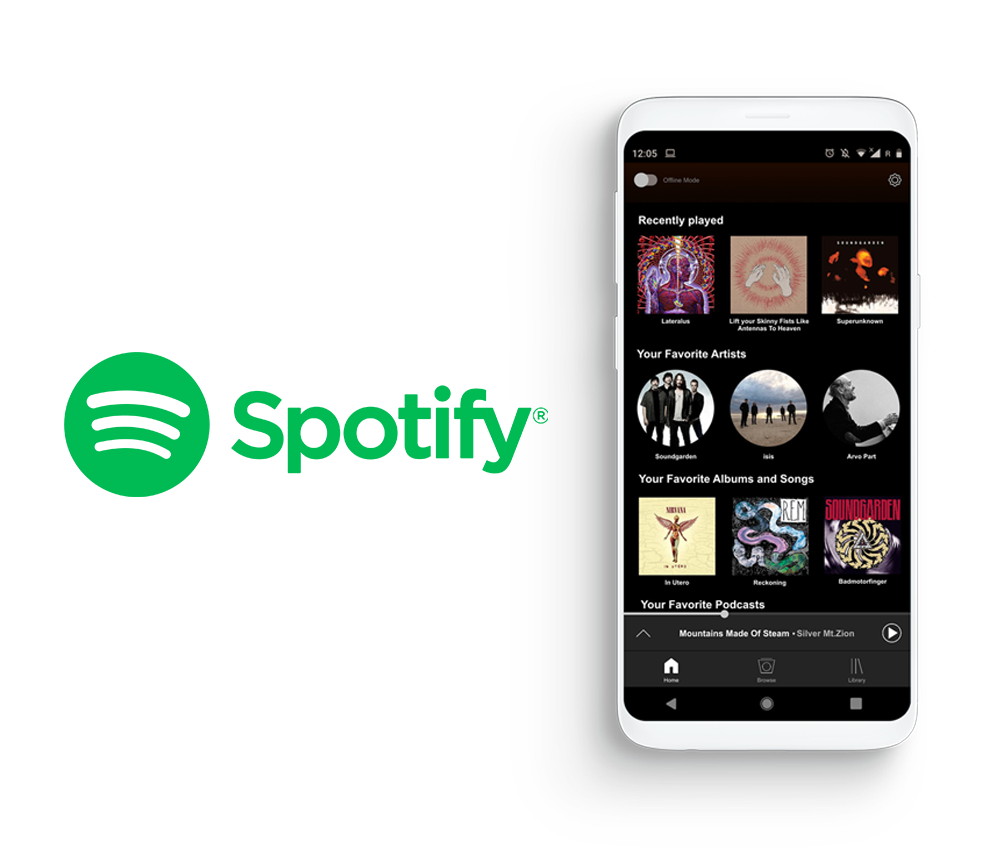 Spotify®
12:05
R
Offline Mode
Recently played
SOUNDGARDEN
Lateralus
Lift your Skinny Fists Like
Antennas To Heaven
Superunknown
Your Favorite Artists
Soundgarden
isis
Arvo Part
Your Favorite Albums and Songs
NIRVANA
IN UTERO
R.E.M
SOUNDGARDEN
In Utero
Reckoning
Badmotorfinger
Your Favorite Podcasts
Mountains Made Of Steam • Silver Mt.Zion
Home
Browse
Library